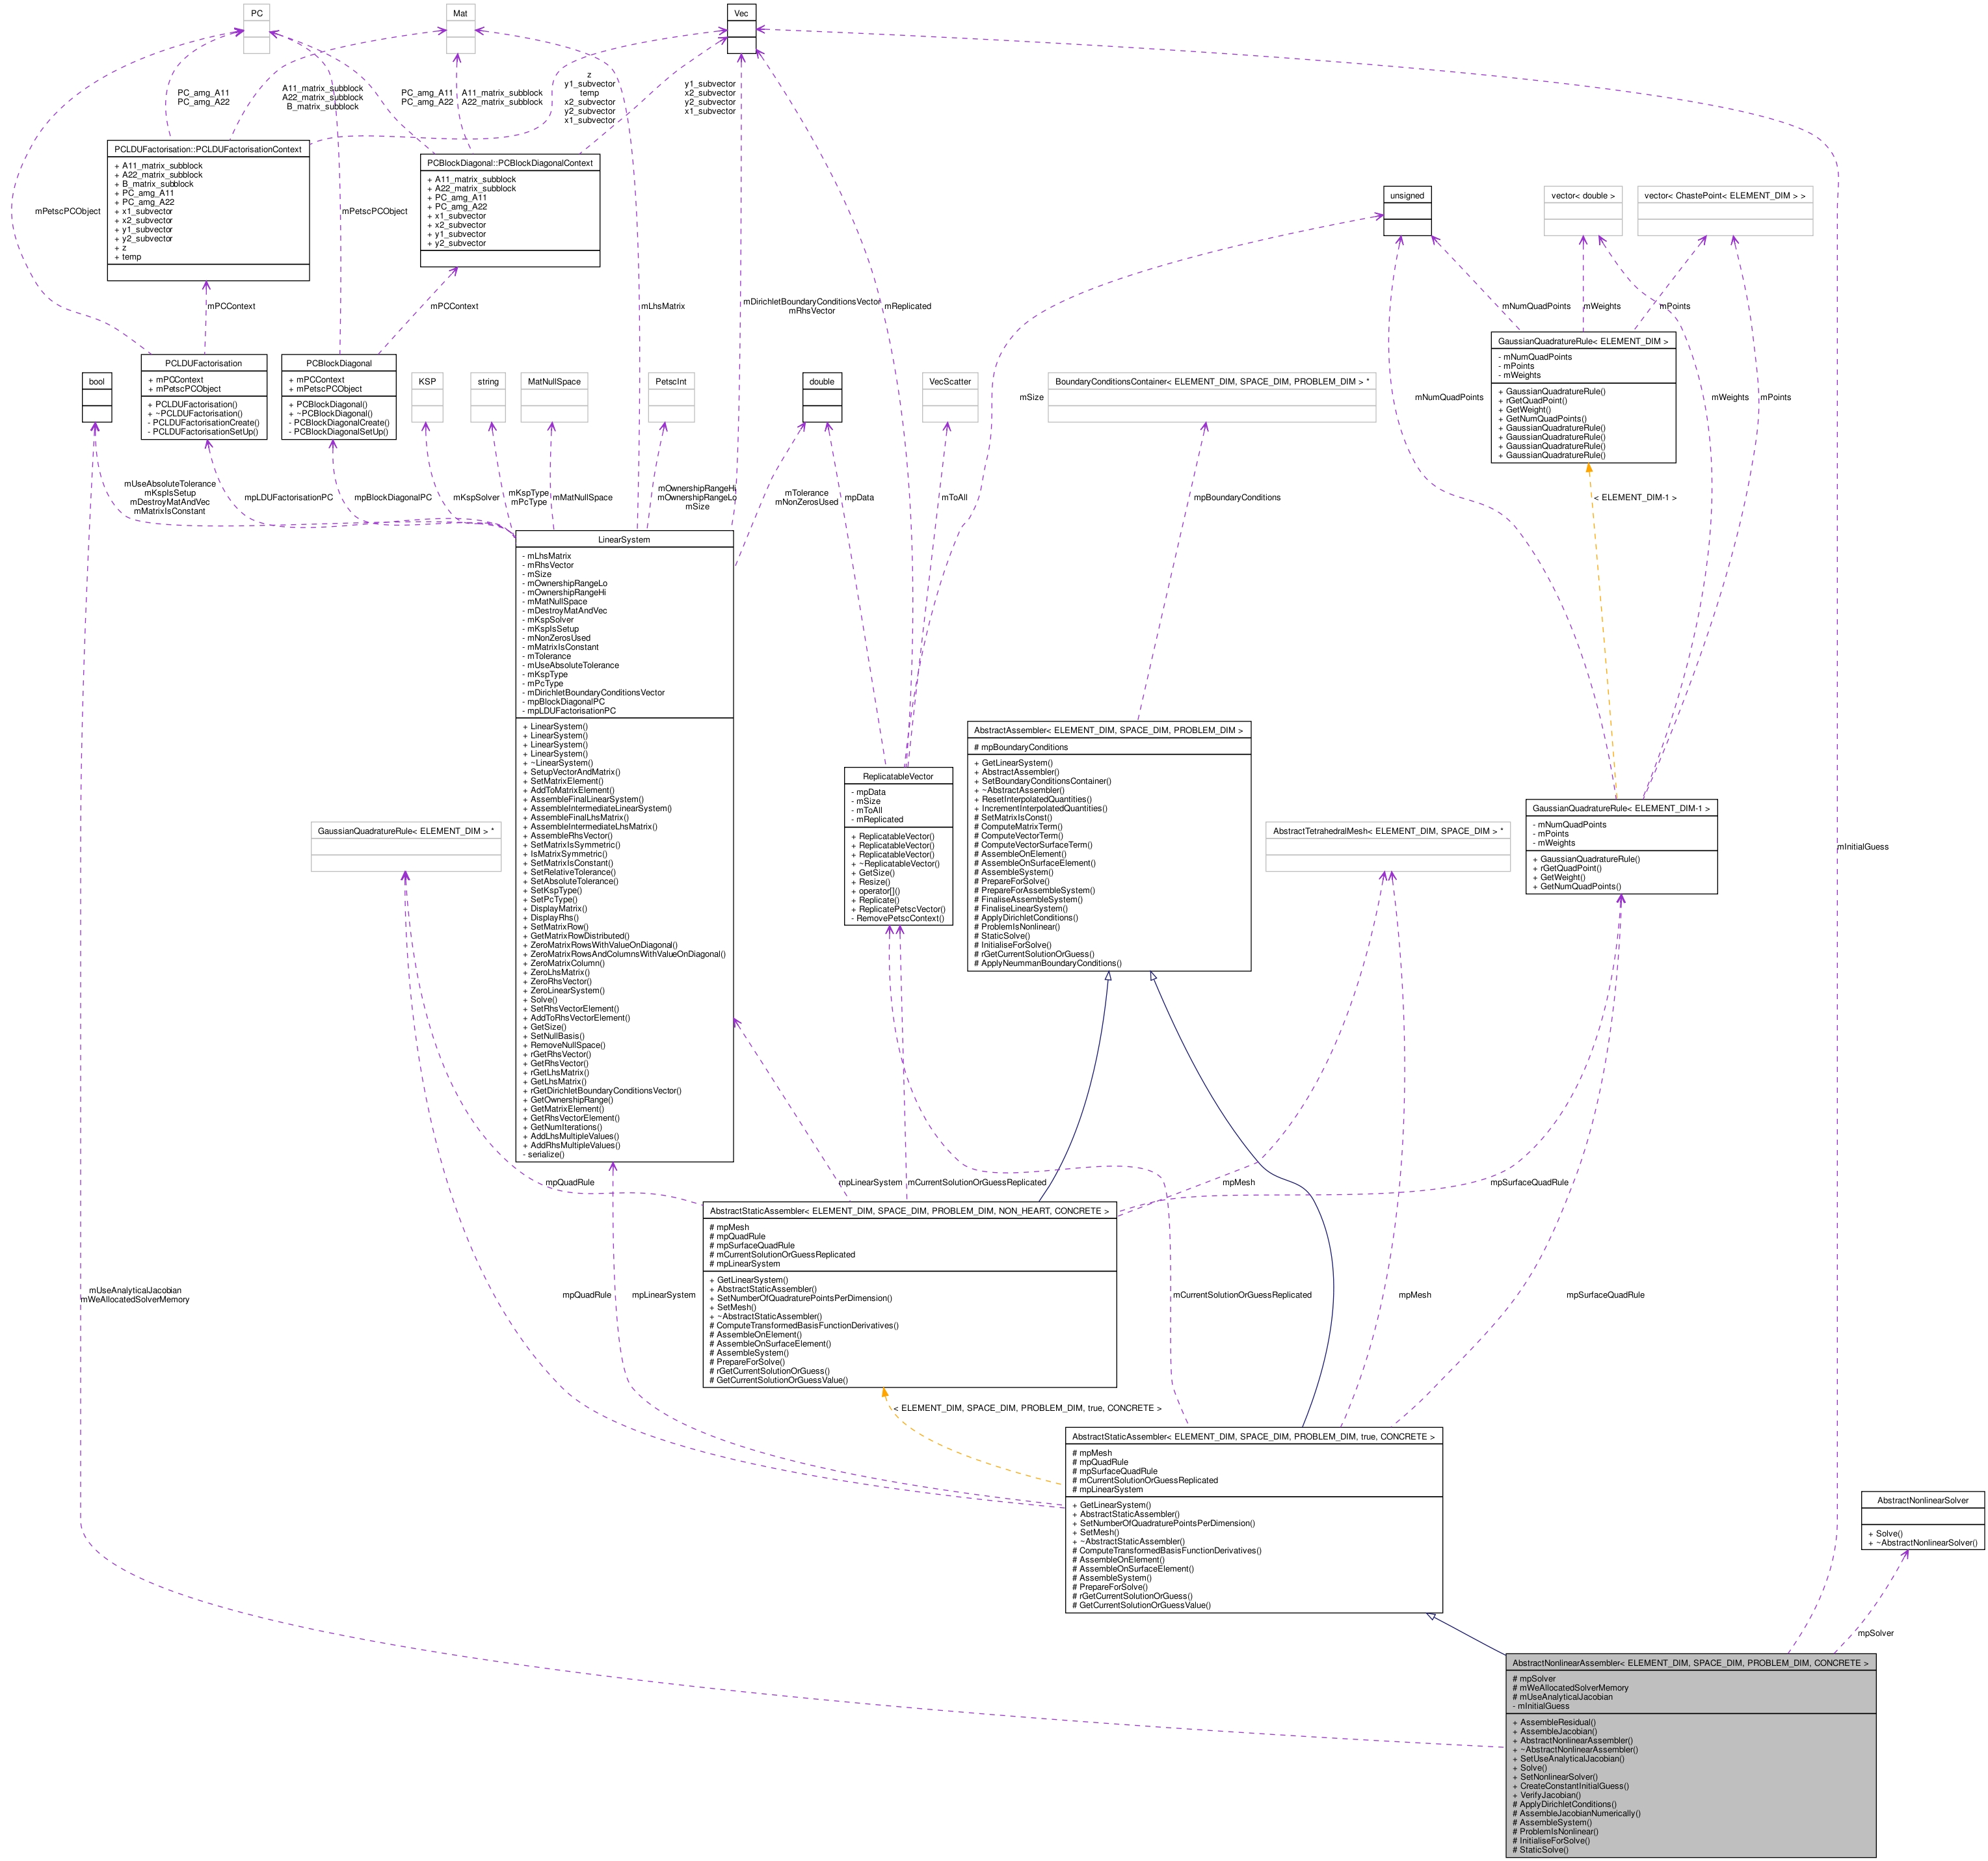 PC
Mat
Vec
z
y1_subvector
temp
x2_subvector
y2_subvector
x1_subvector
PC_amg_A11
PC_amg_A22
A11_matrix_subblock
A22_matrix_subblock
B_matrix_subblock
PC_amg_A11
PC_amg_A22
A11_matrix_subblock
A22_matrix_subblock
y1_subvector
x2_subvector
y2_subvector
x1_subvector
PCLDUFactorisation::PCLDUFactorisationContext
+ A11_matrix_subblock
+ A22_matrix_subblock
+ B_matrix_subblock
+ PC_amg_A11
+ PC_amg_A22
+ x1_subvector
+ x2_subvector
+ y1_subvector
+ y2_subvector
+ z
+ temp
PCBlockDiagonal::PCBlockDiagonalContext
+ A11_matrix_subblock
+ A22_matrix_subblock
+ PC_amg_A11
+ PC_amg_A22
+ x1_subvector
+ x2_subvector
+ y1_subvector
+ y2_subvector
unsigned
vector< double >
vector< ChastePoint< ELEMENT_DIM > >
mPetscPCObject
mPetscPCObject
mPCContext
mPCContext
mLhsMatrix
mDirichletBoundaryConditionsVector
mRhsVector
mReplicated
mNumQuadPoints
mWeights
mPoints
GaussianQuadratureRule< ELEMENT_DIM >
- mNumQuadPoints
- mPoints
- mWeights
+ GaussianQuadratureRule()
+ rGetQuadPoint()
+ GetWeight()
+ GetNumQuadPoints()
+ GaussianQuadratureRule()
+ GaussianQuadratureRule()
+ GaussianQuadratureRule()
+ GaussianQuadratureRule()
bool
PCLDUFactorisation
+ mPCContext
+ mPetscPCObject
+ PCLDUFactorisation()
+ ~PCLDUFactorisation()
- PCLDUFactorisationCreate()
- PCLDUFactorisationSetUp()
PCBlockDiagonal
+ mPCContext
+ mPetscPCObject
+ PCBlockDiagonal()
+ ~PCBlockDiagonal()
- PCBlockDiagonalCreate()
- PCBlockDiagonalSetUp()
KSP
string
MatNullSpace
PetscInt
double
VecScatter
mSize
BoundaryConditionsContainer< ELEMENT_DIM, SPACE_DIM, PROBLEM_DIM > *
mNumQuadPoints
mWeights
mPoints
mUseAbsoluteTolerance
mKspIsSetup
mDestroyMatAndVec
mMatrixIsConstant
mpLDUFactorisationPC
mpBlockDiagonalPC
mKspSolver
mKspType
mPcType
mMatNullSpace
mOwnershipRangeHi
mOwnershipRangeLo
mSize
mTolerance
mNonZerosUsed
mpData
mToAll
mpBoundaryConditions
< ELEMENT_DIM-1 >
LinearSystem
- mLhsMatrix
- mRhsVector
- mSize
- mOwnershipRangeLo
- mOwnershipRangeHi
- mMatNullSpace
- mDestroyMatAndVec
- mKspSolver
- mKspIsSetup
- mNonZerosUsed
- mMatrixIsConstant
- mTolerance
- mUseAbsoluteTolerance
- mKspType
- mPcType
- mDirichletBoundaryConditionsVector
- mpBlockDiagonalPC
- mpLDUFactorisationPC
+ LinearSystem()
+ LinearSystem()
+ LinearSystem()
+ LinearSystem()
+ ~LinearSystem()
+ SetupVectorAndMatrix()
+ SetMatrixElement()
+ AddToMatrixElement()
+ AssembleFinalLinearSystem()
+ AssembleIntermediateLinearSystem()
+ AssembleFinalLhsMatrix()
+ AssembleIntermediateLhsMatrix()
+ AssembleRhsVector()
+ SetMatrixIsSymmetric()
+ IsMatrixSymmetric()
+ SetMatrixIsConstant()
+ SetRelativeTolerance()
+ SetAbsoluteTolerance()
+ SetKspType()
+ SetPcType()
+ DisplayMatrix()
+ DisplayRhs()
+ SetMatrixRow()
+ GetMatrixRowDistributed()
+ ZeroMatrixRowsWithValueOnDiagonal()
+ ZeroMatrixRowsAndColumnsWithValueOnDiagonal()
+ ZeroMatrixColumn()
+ ZeroLhsMatrix()
+ ZeroRhsVector()
+ ZeroLinearSystem()
+ Solve()
+ SetRhsVectorElement()
+ AddToRhsVectorElement()
+ GetSize()
+ SetNullBasis()
+ RemoveNullSpace()
+ rGetRhsVector()
+ GetRhsVector()
+ rGetLhsMatrix()
+ GetLhsMatrix()
+ rGetDirichletBoundaryConditionsVector()
+ GetOwnershipRange()
+ GetMatrixElement()
+ GetRhsVectorElement()
+ GetNumIterations()
+ AddLhsMultipleValues()
+ AddRhsMultipleValues()
- serialize()
ReplicatableVector
- mpData
- mSize
- mToAll
- mReplicated
+ ReplicatableVector()
+ ReplicatableVector()
+ ReplicatableVector()
+ ~ReplicatableVector()
+ GetSize()
+ Resize()
+ operator[]()
+ Replicate()
+ ReplicatePetscVector()
- RemovePetscContext()
AbstractAssembler< ELEMENT_DIM, SPACE_DIM, PROBLEM_DIM >
# mpBoundaryConditions
+ GetLinearSystem()
+ AbstractAssembler()
+ SetBoundaryConditionsContainer()
+ ~AbstractAssembler()
+ ResetInterpolatedQuantities()
+ IncrementInterpolatedQuantities()
# SetMatrixIsConst()
# ComputeMatrixTerm()
# ComputeVectorTerm()
# ComputeVectorSurfaceTerm()
# AssembleOnElement()
# AssembleOnSurfaceElement()
# AssembleSystem()
# PrepareForSolve()
# PrepareForAssembleSystem()
# FinaliseAssembleSystem()
# FinaliseLinearSystem()
# ApplyDirichletConditions()
# ProblemIsNonlinear()
# StaticSolve()
# InitialiseForSolve()
# rGetCurrentSolutionOrGuess()
# ApplyNeummanBoundaryConditions()
GaussianQuadratureRule< ELEMENT_DIM > *
AbstractTetrahedralMesh< ELEMENT_DIM, SPACE_DIM > *
GaussianQuadratureRule< ELEMENT_DIM-1 >
- mNumQuadPoints
- mPoints
- mWeights
+ GaussianQuadratureRule()
+ rGetQuadPoint()
+ GetWeight()
+ GetNumQuadPoints()
mInitialGuess
mpQuadRule
mpLinearSystem
mCurrentSolutionOrGuessReplicated
mpMesh
mpSurfaceQuadRule
AbstractStaticAssembler< ELEMENT_DIM, SPACE_DIM, PROBLEM_DIM, NON_HEART, CONCRETE >
# mpMesh
# mpQuadRule
# mpSurfaceQuadRule
# mCurrentSolutionOrGuessReplicated
# mpLinearSystem
+ GetLinearSystem()
+ AbstractStaticAssembler()
+ SetNumberOfQuadraturePointsPerDimension()
+ SetMesh()
+ ~AbstractStaticAssembler()
# ComputeTransformedBasisFunctionDerivatives()
# AssembleOnElement()
# AssembleOnSurfaceElement()
# AssembleSystem()
# PrepareForSolve()
# rGetCurrentSolutionOrGuess()
# GetCurrentSolutionOrGuessValue()
mUseAnalyticalJacobian
mWeAllocatedSolverMemory
mpQuadRule
mpLinearSystem
mCurrentSolutionOrGuessReplicated
mpMesh
mpSurfaceQuadRule
< ELEMENT_DIM, SPACE_DIM, PROBLEM_DIM, true, CONCRETE >
AbstractStaticAssembler< ELEMENT_DIM, SPACE_DIM, PROBLEM_DIM, true, CONCRETE >
# mpMesh
# mpQuadRule
# mpSurfaceQuadRule
# mCurrentSolutionOrGuessReplicated
# mpLinearSystem
+ GetLinearSystem()
+ AbstractStaticAssembler()
+ SetNumberOfQuadraturePointsPerDimension()
+ SetMesh()
+ ~AbstractStaticAssembler()
# ComputeTransformedBasisFunctionDerivatives()
# AssembleOnElement()
# AssembleOnSurfaceElement()
# AssembleSystem()
# PrepareForSolve()
# rGetCurrentSolutionOrGuess()
# GetCurrentSolutionOrGuessValue()
AbstractNonlinearSolver
+ Solve()
+ ~AbstractNonlinearSolver()
mpSolver
AbstractNonlinearAssembler< ELEMENT_DIM, SPACE_DIM, PROBLEM_DIM, CONCRETE >
# mpSolver
# mWeAllocatedSolverMemory
# mUseAnalyticalJacobian
- mInitialGuess
+ AssembleResidual()
+ AssembleJacobian()
+ AbstractNonlinearAssembler()
+ ~AbstractNonlinearAssembler()
+ SetUseAnalyticalJacobian()
+ Solve()
+ SetNonlinearSolver()
+ CreateConstantInitialGuess()
+ VerifyJacobian()
# ApplyDirichletConditions()
# AssembleJacobianNumerically()
# AssembleSystem()
# ProblemIsNonlinear()
# InitialiseForSolve()
# StaticSolve()